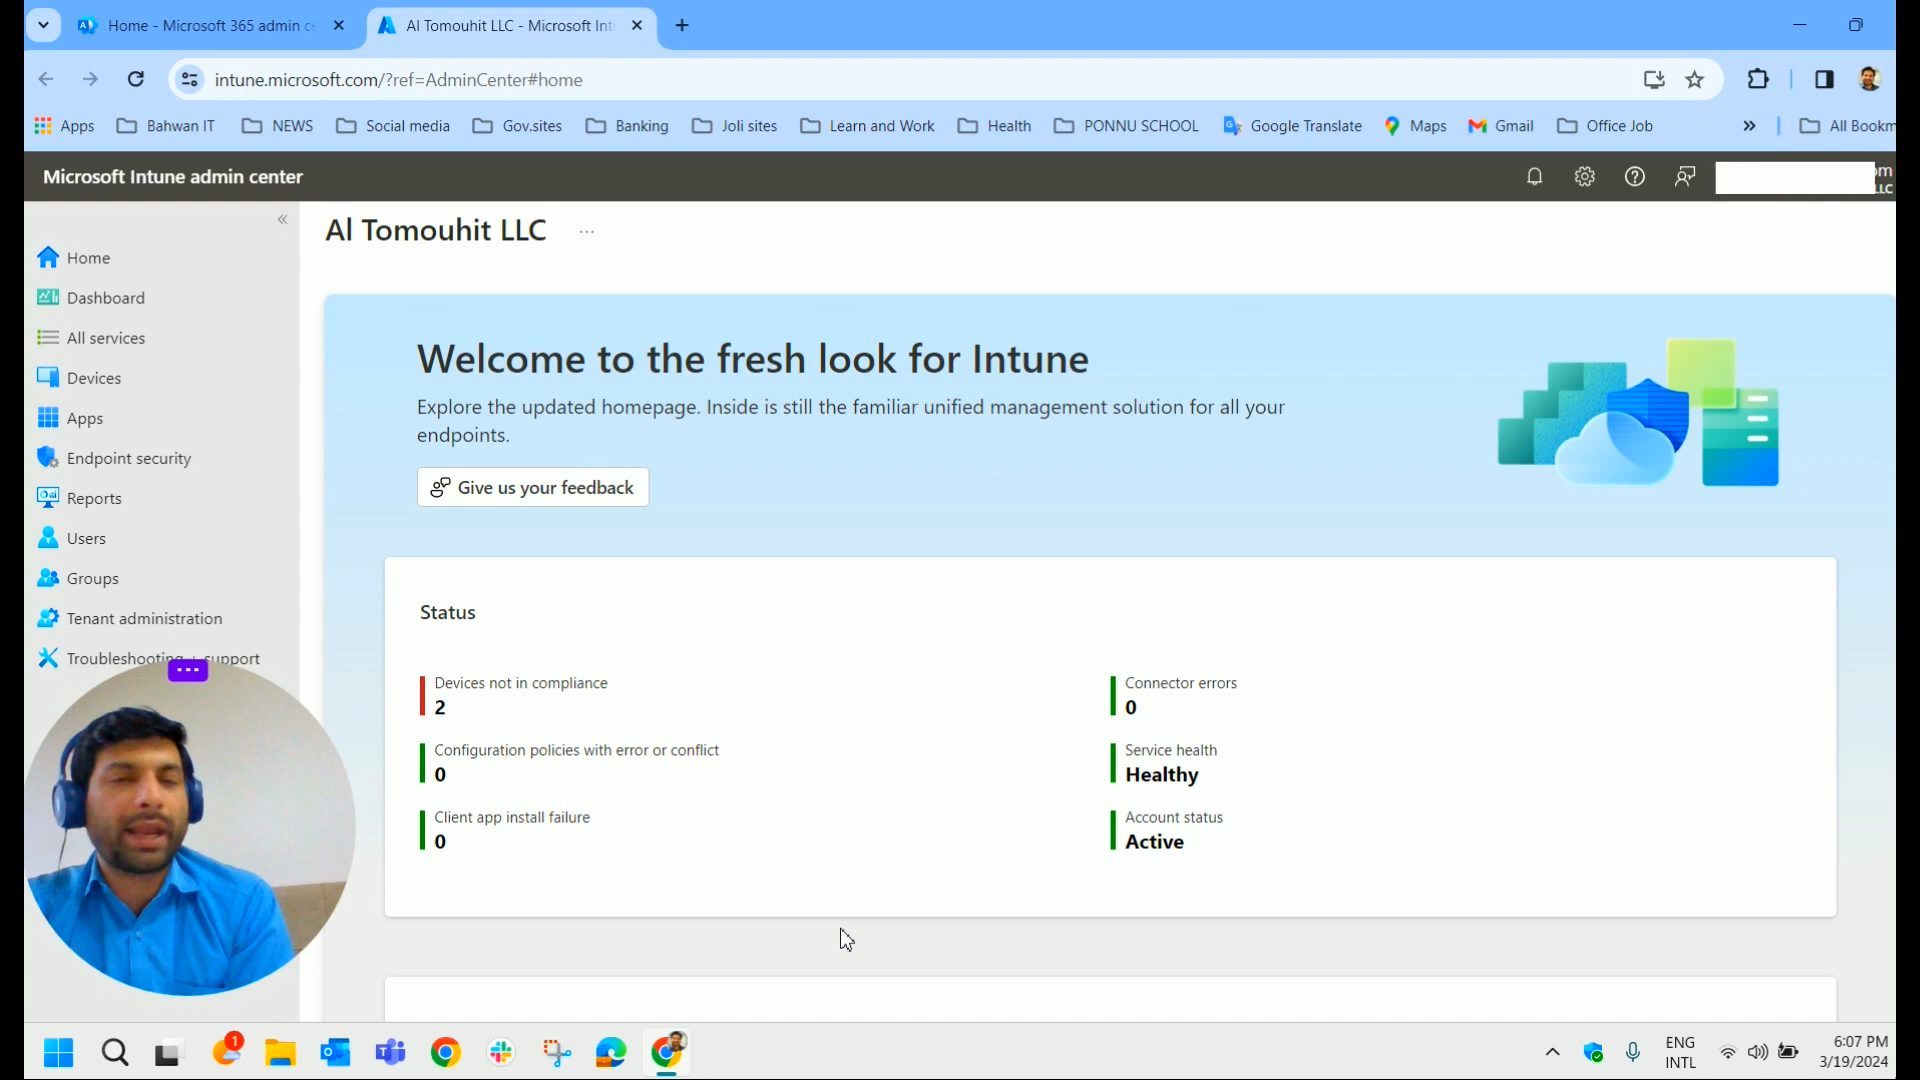 Home - Microsoft 365 admin ce
Al Tomouhit LLC - Microsoft Int
intune.microsoft.com/?ref=AdminCenter#home
Apps
Bahwan IT
NEWS
Social media
Gov.sites
Banking
Joli sites
Learn and Work
Health
PONNU SCHOOL
Google Translate
Maps
Gmail
Office Job
»
All Bookm
Microsoft Intune admin center
om
LLC
«
Al Tomouhit LLC
...
Home
Dashboard
All services
Devices
Apps
Endpoint security
Reports
Users
Groups
Tenant administration
Troubleshooting + support
Welcome to the fresh look for Intune
Explore the updated homepage. Inside is still the familiar unified management solution for all your
endpoints.
Give us your feedback
Status
Devices not in compliance
2
Configuration policies with error or conflict
0
Client app install failure
0
Connector errors
0
Service health
Healthy
Account status
Active
1
ENG
INTL
6:07 PM
3/19/2024